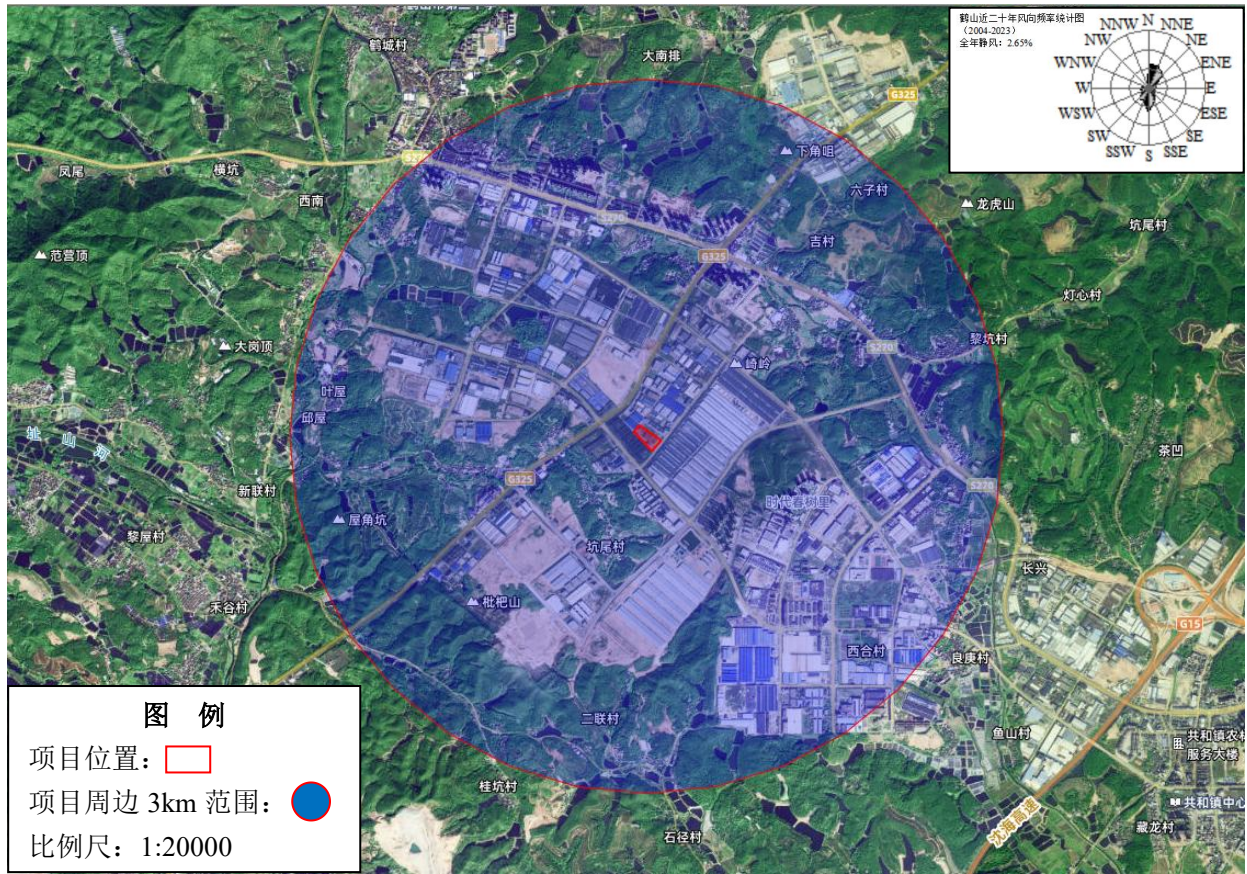 鹤城村
大南排
G325
鹤山近二十年风向频率统计图
（2004-2023）
全年静风：2.65%
N
NNW
NNE
NW
NE
WNW
ENE
W
E
WSW
ESE
SW
SE
SSW
SSE
S
凤尾
横坑
西南
下角咀
六子村
龙虎山
坑尾村
S270
吉村
G325
范营顶
灯心村
大岗顶
崎岭
S270
黎坑村
叶屋
邱屋
址山河
茶凹
新联村
G325
S270
时代春树里
屋角坑
黎屋村
坑尾村
长兴
禾谷村
枇杷山
G15
西合村
良庚村
二联村
鱼山村
共和镇农林
服务大楼
桂坑村
共和镇中心
石径村
沈海高速
藏龙村
图 例
项目位置：
项目周边 3km 范围：
比例尺：1:20000